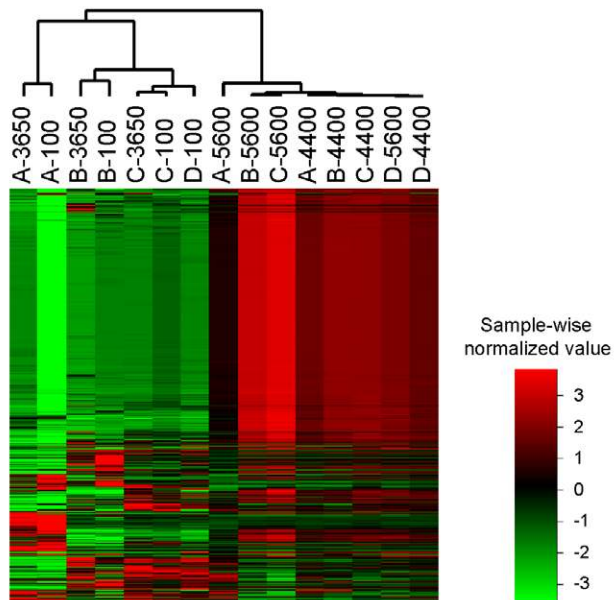 A-3650
A-100
B-3650
B-100
C-3650
C-100
D-100
A-5600
B-5600
C-5600
A-4400
B-4400
C-4400
D-5600
D-4400
Sample-wise
normalized value
3
2
1
0
-1
-2
-3